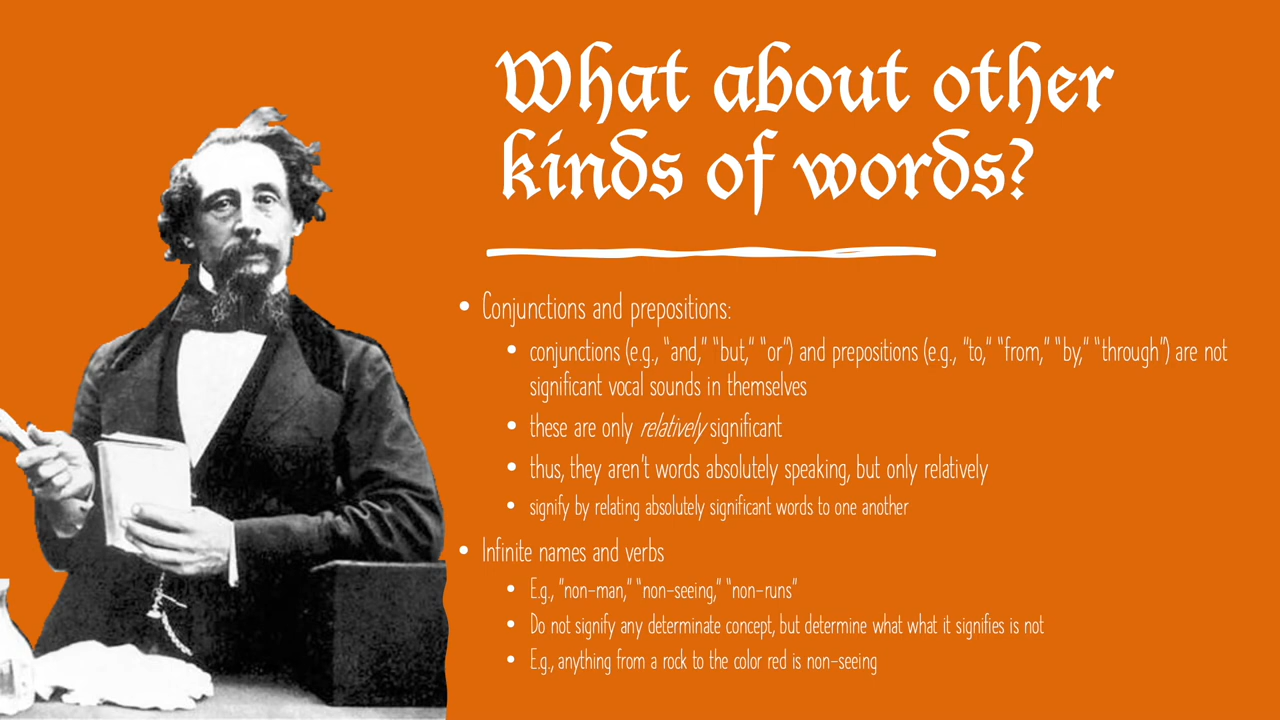 What about other
kinds of words?
• Conjunctions and prepositions:
• conjunctions (e.g., “and,” “but,” “or”) and prepositions (e.g., “to,” “from,” “by,” “through”) are not
significant vocal sounds in themselves
• these are only relatively significant
• thus, they aren’t words absolutely speaking, but only relatively
• signify by relating absolutely significant words to one another
• Infinite names and verbs
• E.g., “non-man,” “non-seeing,” “non-runs”
• Do not signify any determinate concept, but determine what what it signifies is not
• E.g., anything from a rock to the color red is non-seeing